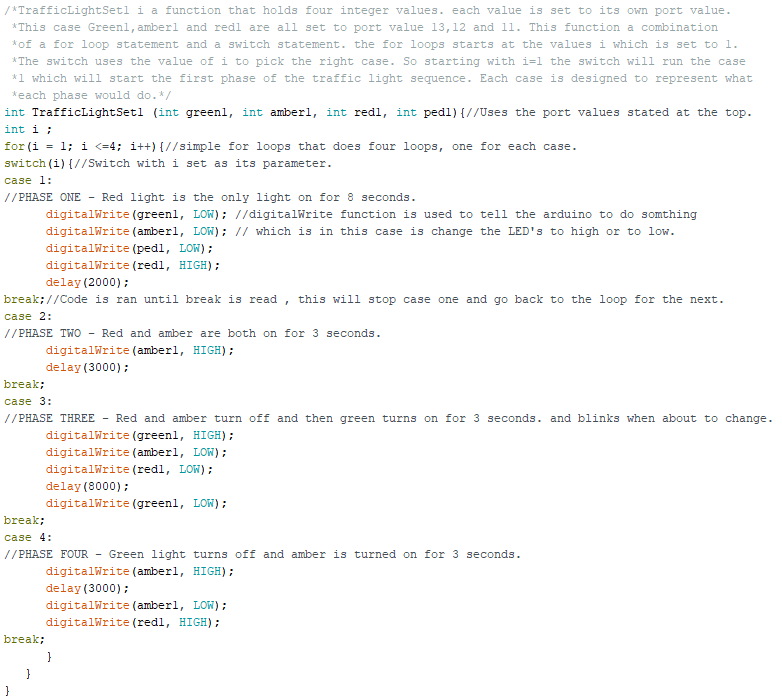 /*TrafficLightSet1 i a function that holds four integer values. each value is set to its own port value.
*This case Green1,amber1 and red1 are all set to port value 13,12 and 11. This function a combination
*of a for loop statement and a switch statement. the for loops starts at the values i which is set to 1.
*The switch uses the value of i to pick the right case. So starting with i=1 the switch will run the case
*1 which will start the first phase of the traffic light sequence. Each case is designed to represent what
*each phase would do.*/
int TrafficLightSet1 (int green1, int amber1, int red1, int ped1){//Uses the port values stated at the top.
int i ;
for(i = 1; i <=4; i++){//simple for loops that does four loops, one for each case.
switch(i){//Switch with i set as its parameter.
case 1:
//PHASE ONE - Red light is the only light on for 8 seconds.
digitalWrite(green1, LOW); //digitalWrite function is used to tell the arduino to do somthing
digitalWrite(amber1, LOW); // which is in this case is change the LED's to high or to low.
digitalWrite(ped1, LOW);
digitalWrite(red1, HIGH);
delay(2000);
break;//Code is ran until break is read , this will stop case one and go back to the loop for the next.
case 2:
//PHASE TWO - Red and amber are both on for 3 seconds.
digitalWrite(amber1, HIGH);
delay(3000);
break;
case 3:
//PHASE THREE - Red and amber turn off and then green turns on for 3 seconds. and blinks when about to change.
digitalWrite(green1, HIGH);
digitalWrite(amber1, LOW);
digitalWrite(red1, LOW);
delay(8000);
digitalWrite(green1, LOW);
break;
case 4:
//PHASE FOUR - Green light turns off and amber is turned on for 3 seconds.
digitalWrite(amber1, HIGH);
delay(3000);
digitalWrite(amber1, LOW);
digitalWrite(red1, HIGH);
break;
}
}
}